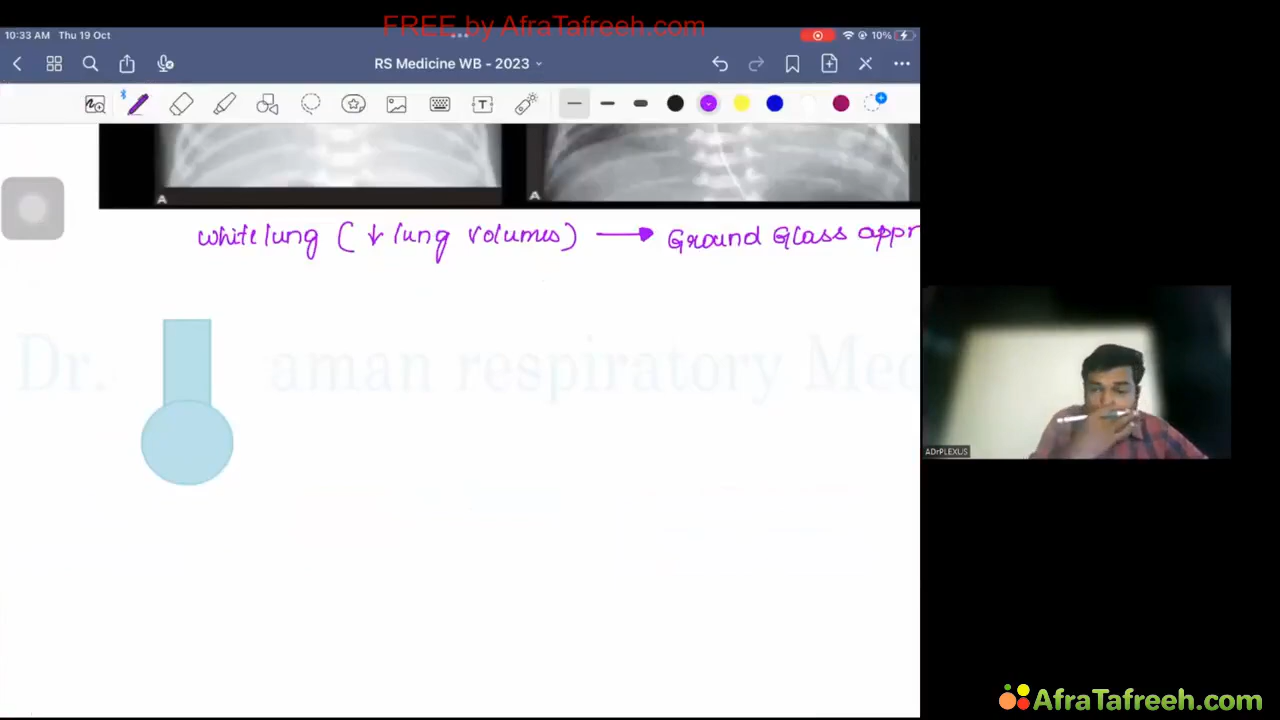 FREE by AfraTafreeh.com
10:33 AM Thu 19 Oct
10%
RS Medicine WB - 2023
T
A
A
white lung (↓ lung volumes) → Ground Glass appr
Dr. aman respiratory Med
ADrPLEXUS
AfraTafreeh.com